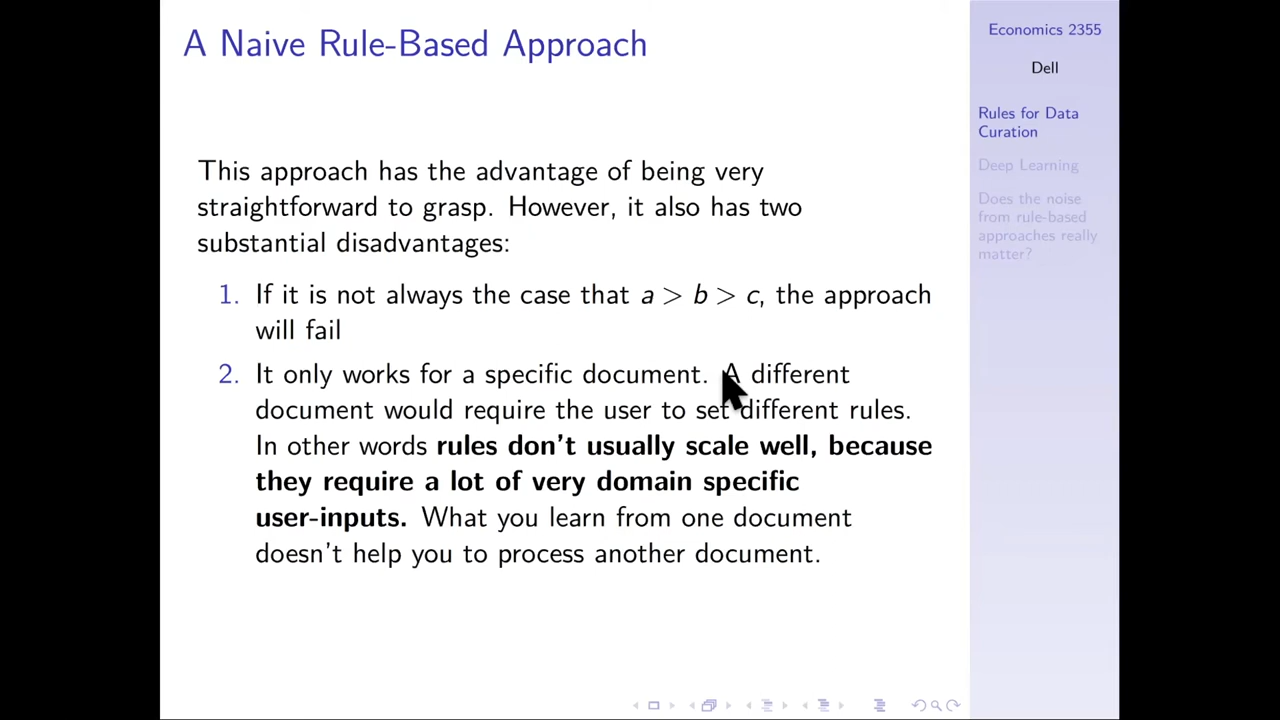 A Naive Rule-Based Approach
This approach has the advantage of being very
straightforward to grasp. However, it also has two
substantial disadvantages:
1. If it is not always the case that a > b > c, the approach
will fail
2. It only works for a specific document. A different
document would require the user to set different rules.
In other words rules don't usually scale well, because
they require a lot of very domain specific
user-inputs. What you learn from one document
doesn't help you to process another document.
Economics 2355
Dell
Rules for Data
Curation
Deep Learning
Does the noise
from rule-based
approaches really
matter?